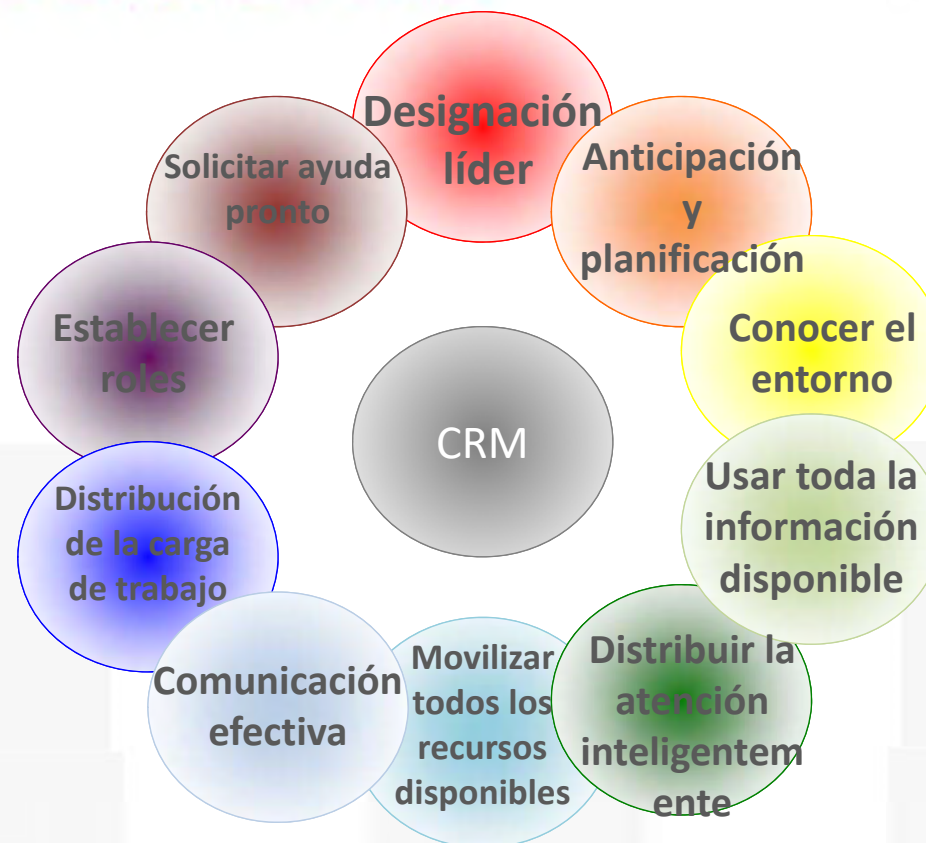 Designación
líder
Anticipación
y
planificación
Conocer el
entorno
Usar toda la
información
disponible
Distribuir la
atención
inteligentem
ente
Movilizar
todos los
recursos
disponibles
Comunicación
efectiva
Distribución
de la carga
de trabajo
Establecer
roles
Solicitar ayuda
pronto
CRM